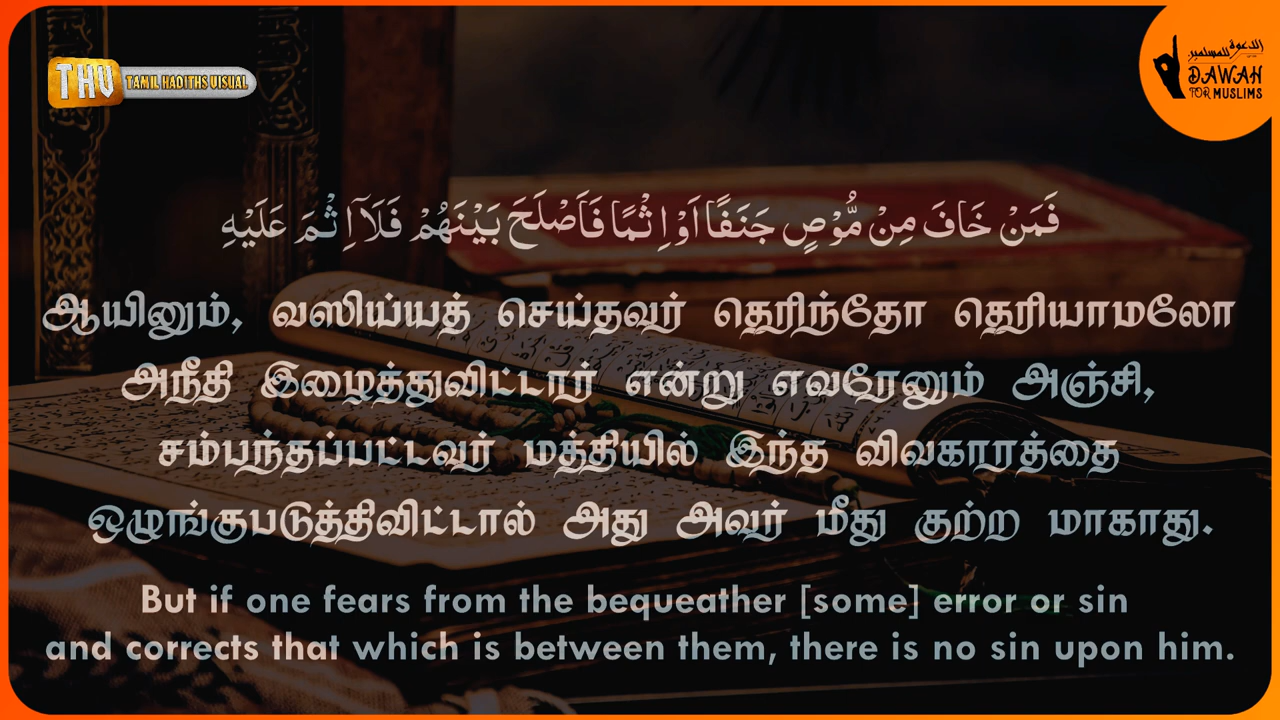 THV TAMIL HADITHS VISUAL
الدعوة للمسلمين
DAWAH
FOR MUSLIMS
فَمَنْ خَافَ مِنْ مُّوْصٍ جَنَفًا اَوْ اِثْمًا فَاَصْلَحَ بَيْنَهُمْ فَلَاۤ اِثْمَ عَلَيْهِ
ஆயினும், வஸிய்யத் செய்தவர் தெரிந்தோ தெரியாமலோ
அநீதி இழைத்துவிட்டார் என்று எவரேனும் அஞ்சி,
சம்பந்தப்பட்டவர் மத்தியில் இந்த விவகாரத்தை
ஒழுங்குபடுத்திவிட்டால் அது அவர் மீது குற்ற மாகாது.
But if one fears from the bequeather [some] error or sin
and corrects that which is between them, there is no sin upon him.